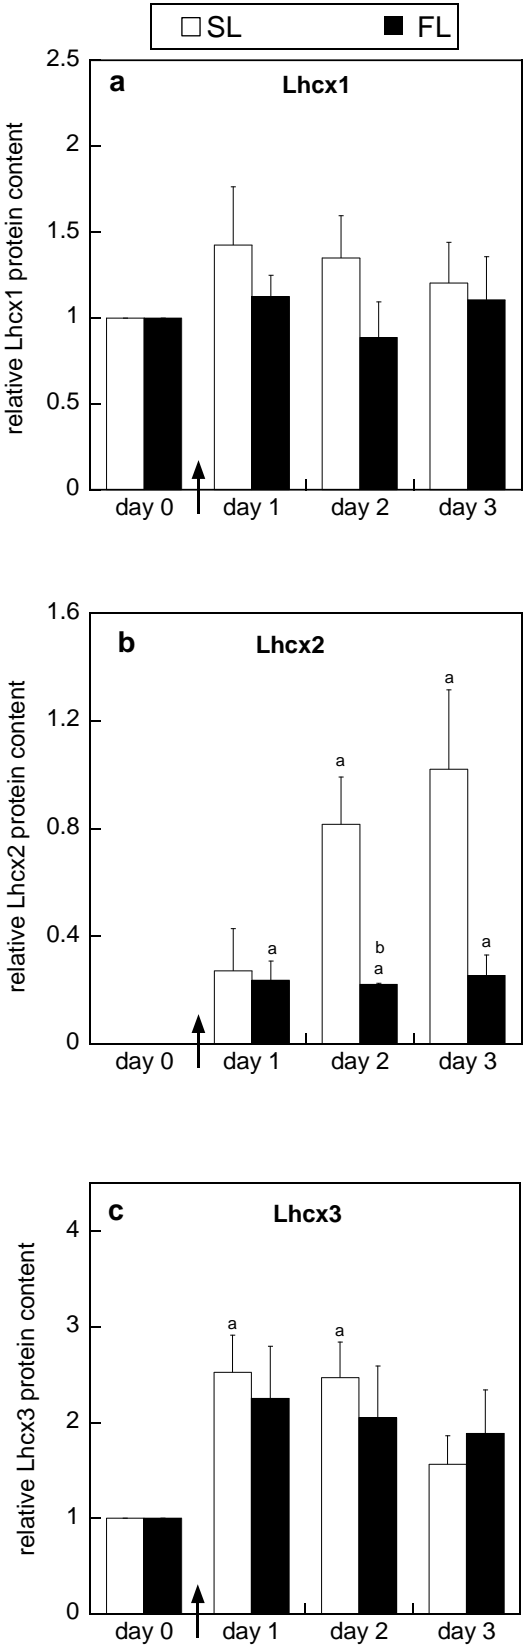 SL FL
a Lhcx1
relative Lhcx1 protein content
2.5
2
1.5
1
0.5
0
day 0 day 1 day 2 day 3
b Lhcx2
relative Lhcx2 protein content
1.6
1.2
0.8
0.4
0
a
a
a
b
a
a
day 0 day 1 day 2 day 3
c Lhcx3
relative Lhcx3 protein content
4
3
2
1
0
a
a
day 0 day 1 day 2 day 3